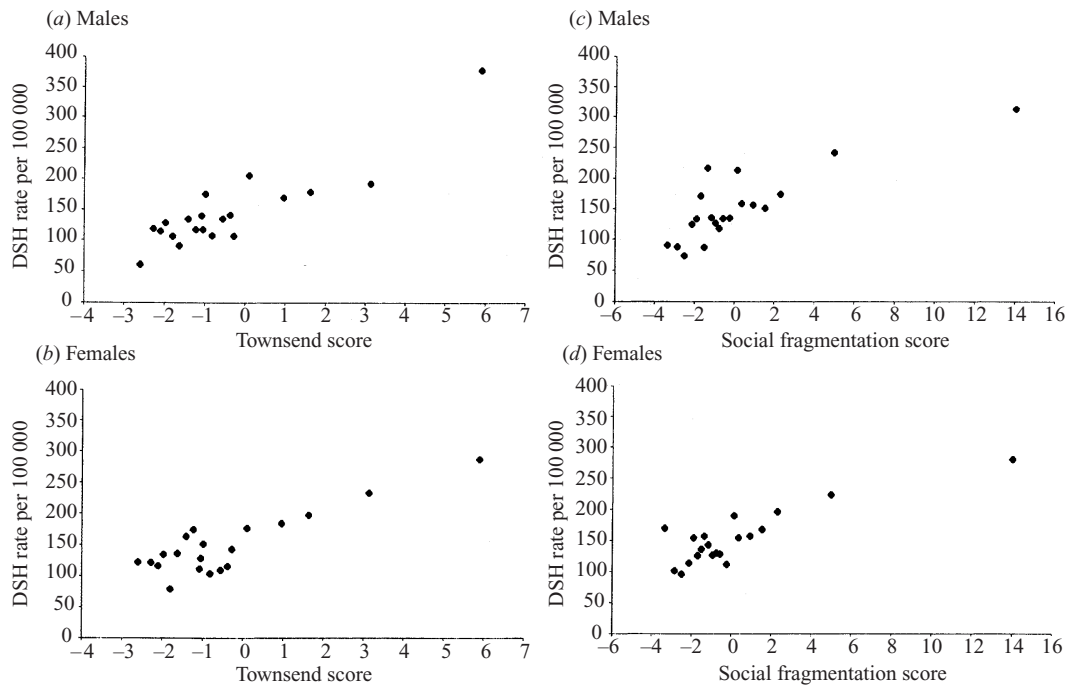 (a) Males
400
350
300
250
200
150
100
50
0
DSH rate per 100 000
–4 –3 –2 –1 0 1 2 3 4 5 6 7
Townsend score
(b) Females
400
350
300
250
200
150
100
50
0
DSH rate per 100 000
–4 –3 –2 –1 0 1 2 3 4 5 6 7
Townsend score
(c) Males
400
350
300
250
200
150
100
50
0
DSH rate per 100 000
–6 –4 –2 0 2 4 6 8 10 12 14 16
Social fragmentation score
(d) Females
400
350
300
250
200
150
100
50
0
DSH rate per 100 000
–6 –4 –2 0 2 4 6 8 10 12 14 16
Social fragmentation score